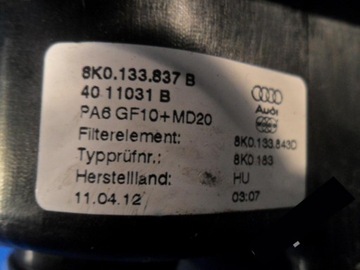 8K0.133.837 B
40 11031 B
PA6 GF10+MD20
Audi
Filterelement: 8K0.133.843D
Typprüfnr.: 8K0.183
Herstellland: HU
11.04.12 03:07